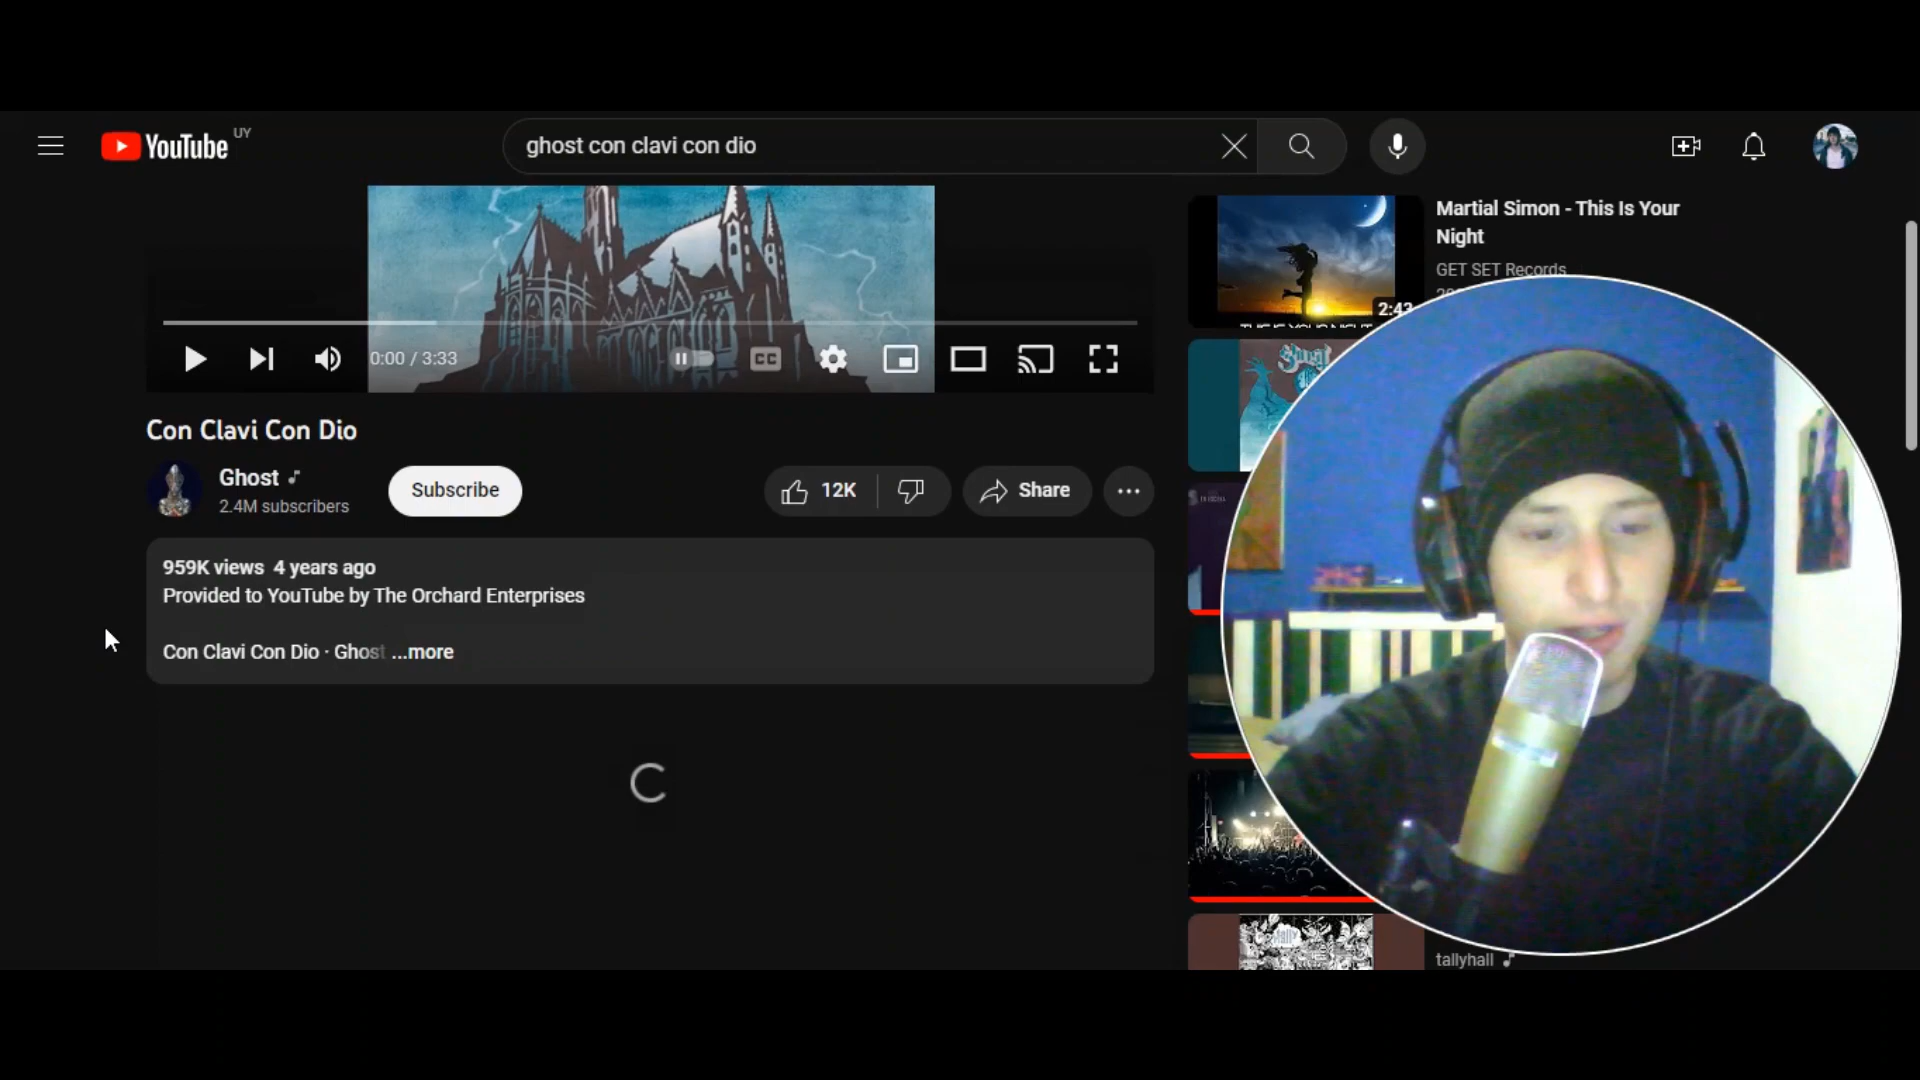 YouTube UY
ghost con clavi con dio
0:00 / 3:33
CC
Con Clavi Con Dio
Ghost
2.4M subscribers
Subscribe
12K
Share
959K views 4 years ago
Provided to YouTube by The Orchard Enterprises
Con Clavi Con Dio · Ghost ...more
Martial Simon - This Is Your
Night
GET SET Records
2:43
Ghost
tallyhall